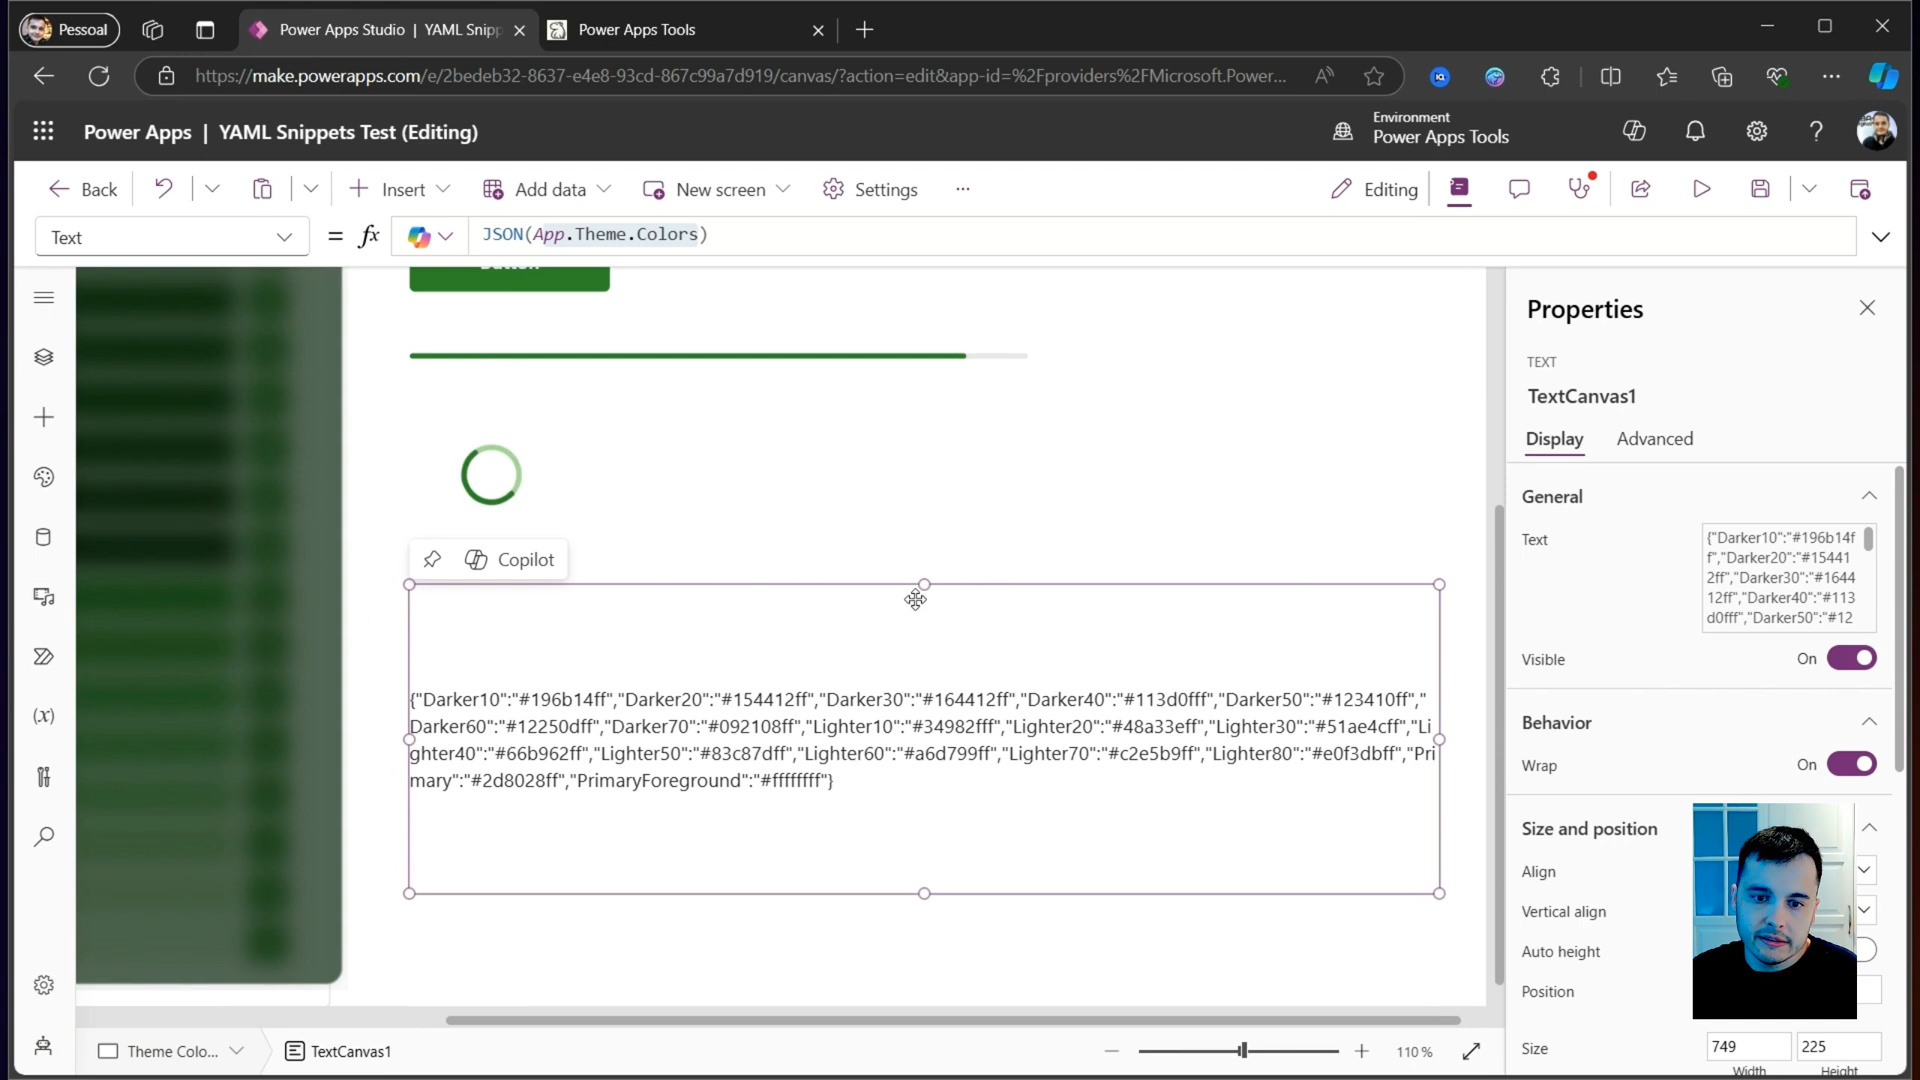 Pessoal
Power Apps Studio | YAML Snipp
Power Apps Tools
https://make.powerapps.com/e/2bedeb32-8637-e4e8-93cd-867c99a7d919/canvas/?action=edit&app-id=%2Fproviders%2FMicrosoft.Power...
Power Apps | YAML Snippets Test (Editing)
Environment
Power Apps Tools
Back
Insert
Add data
New screen
Settings
Editing
Text
= fx
JSON(App.Theme.Colors)
Button
Properties
TEXT
TextCanvas1
Display
Advanced
General
Text
{"Darker10":"#196b14f
f","Darker20":"#15441
2ff","Darker30":"#1644
12ff","Darker40":"#113
d0fff","Darker50":"#12
Visible
On
Behavior
Wrap
On
Size and position
Align
Vertical align
Auto height
Position
Size
749
225
Width
Height
Copilot
{"Darker10":"#196b14ff","Darker20":"#154412ff","Darker30":"#164412ff","Darker40":"#113d0fff","Darker50":"#123410ff","
Darker60":"#12250dff","Darker70":"#092108ff","Lighter10":"#34982fff","Lighter20":"#48a33eff","Lighter30":"#51ae4cff","Li
ghter40":"#66b962ff","Lighter50":"#83c87dff","Lighter60":"#a6d799ff","Lighter70":"#c2e5b9ff","Lighter80":"#e0f3dbff","Pri
mary":"#2d8028ff","PrimaryForeground":"#ffffffff"}
Theme Colo...
TextCanvas1
110 %